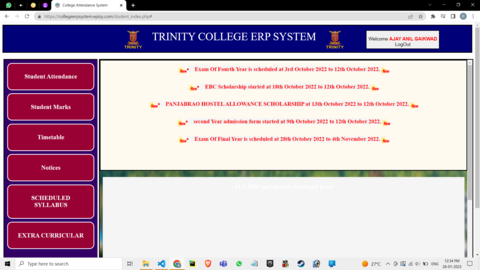 College Attendance System
https://collegeerpsystem.epizy.com/student_index.php#
TRINITY
TRINITY COLLEGE ERP SYSTEM
TRINITY
Welcome AJAY ANIL GAIKWAD
LogOut
Student Attendance
Student Marks
Timetable
Notices
SCHEDULED
SYLLABUS
EXTRA CURRICULAR
Exam Of Fourth Year is scheduled at 3rd October 2022 to 12th October 2022.
EBC Scholarship started at 10th October 2022 to 12th October 2022.
PANJABRAO HOSTEL ALLOWANCE SCHOLARSHIP at 13th October 2022 to 12th October 2022.
second Year admission form started at 9th October 2022 to 12th October 2022.
Exam Of Final Year is scheduled at 28th October 2022 to 4th November 2022.
Type here to search
27°C
12:34 PM
28-01-2023